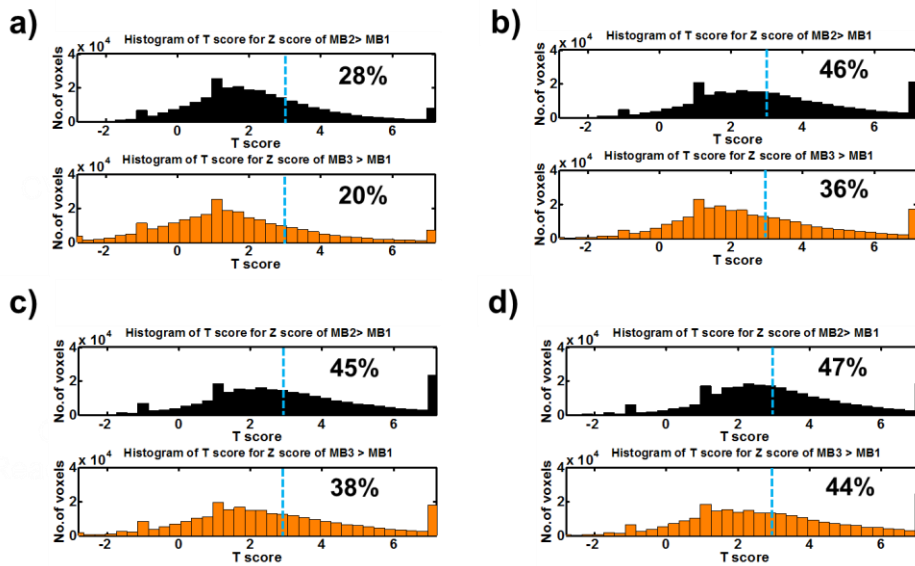 a)
Histogram of T score for Z score of MB2> MB1
x 10^4
4
2
0
No.of voxels
28%
-2 0 2 4 6
T score
Histogram of T score for Z score of MB3 > MB1
x 10^4
4
2
0
No.of voxels
20%
-2 0 2 4 6
T score
b)
Histogram of T score for Z score of MB2> MB1
x 10^4
4
2
0
No.of voxels
46%
-2 0 2 4 6
T score
Histogram of T score for Z score of MB3 > MB1
x 10^4
4
2
0
No.of voxels
36%
-2 0 2 4 6
T score
c)
Histogram of T score for Z score of MB2> MB1
x 10^4
4
2
0
No.of voxels
45%
-2 0 2 4 6
T score
Histogram of T score for Z score of MB3 > MB1
x 10^4
4
2
0
No.of voxels
38%
-2 0 2 4 6
T score
d)
Histogram of T score for Z score of MB2> MB1
x 10^4
4
2
0
No.of voxels
47%
-2 0 2 4 6
T score
Histogram of T score for Z score of MB3 > MB1
x 10^4
4
2
0
No.of voxels
44%
-2 0 2 4 6
T score